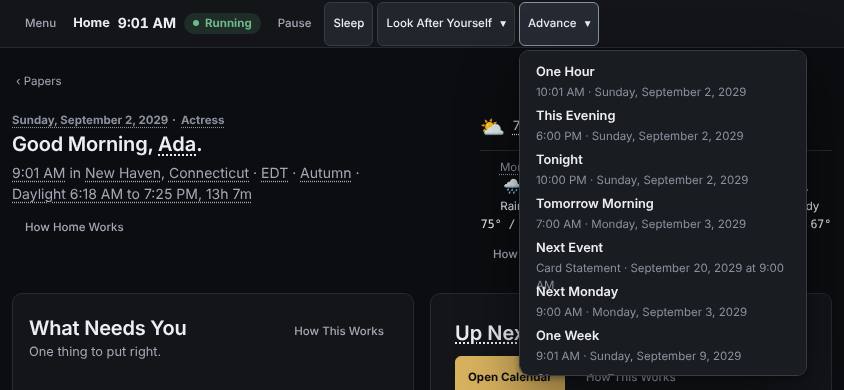 Menu Home 9:01 AM Running Pause Sleep Look After Yourself ▾ Advance ▾
‹ Papers
Sunday, September 2, 2029 · Actress
Good Morning, Ada.
9:01 AM in New Haven, Connecticut · EDT · Autumn ·
Daylight 6:18 AM to 7:25 PM, 13h 7m
How Home Works
75° /
67°
How
One Hour
10:01 AM · Sunday, September 2, 2029
This Evening
6:00 PM · Sunday, September 2, 2029
Tonight
10:00 PM · Sunday, September 2, 2029
Tomorrow Morning
7:00 AM · Monday, September 3, 2029
Next Event
Card Statement · September 20, 2029 at 9:00
AM
Next Monday
9:00 AM · Monday, September 3, 2029
One Week
9:01 AM · Sunday, September 9, 2029
What Needs You
How This Works
One thing to put right.
Up Nex
Open Calendar
How This Works